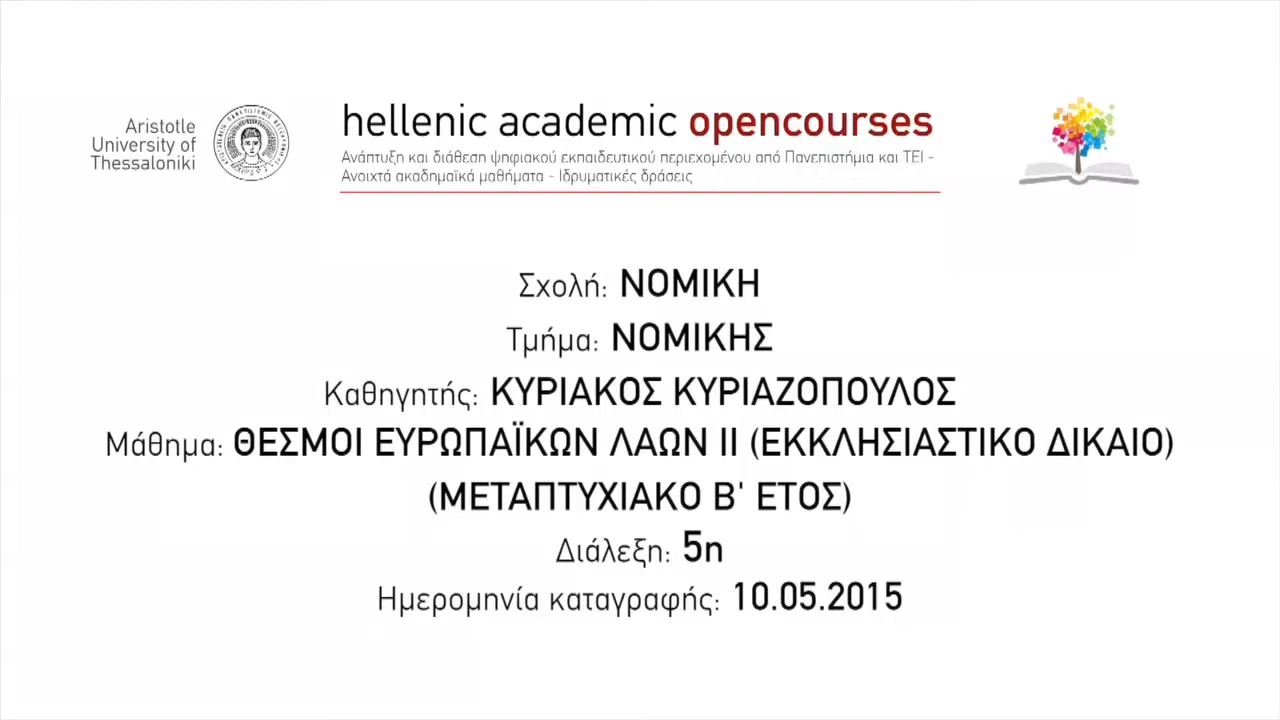 Aristotle
University of
Thessaloniki
hellenic academic opencourses
Ανάπτυξη και διάθεση ψηφιακού εκπαιδευτικού περιεχομένου από Πανεπιστήμια και ΤΕΙ -
Ανοιχτά ακαδημαϊκά μαθήματα - Ιδρυματικές δράσεις
Σχολή: ΝΟΜΙΚΗ
Τμήμα: ΝΟΜΙΚΗΣ
Καθηγητής: ΚΥΡΙΑΚΟΣ ΚΥΡΙΑΖΟΠΟΥΛΟΣ
Μάθημα: ΘΕΣΜΟΙ ΕΥΡΩΠΑΪΚΩΝ ΛΑΩΝ ΙΙ (ΕΚΚΛΗΣΙΑΣΤΙΚΟ ΔΙΚΑΙΟ)
(ΜΕΤΑΠΤΥΧΙΑΚΟ Β' ΕΤΟΣ)
Διάλεξη: 5η
Ημερομηνία καταγραφής: 10.05.2015